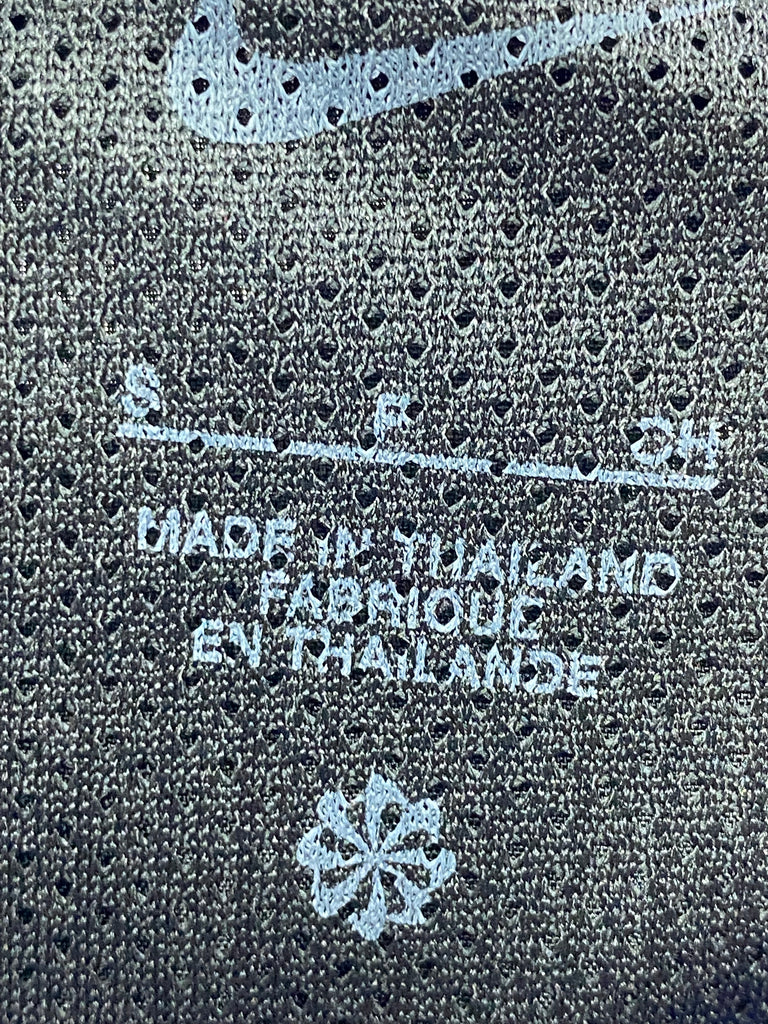 S F CH
MADE IN THAILAND
FABRIQUE
EN THAILANDE